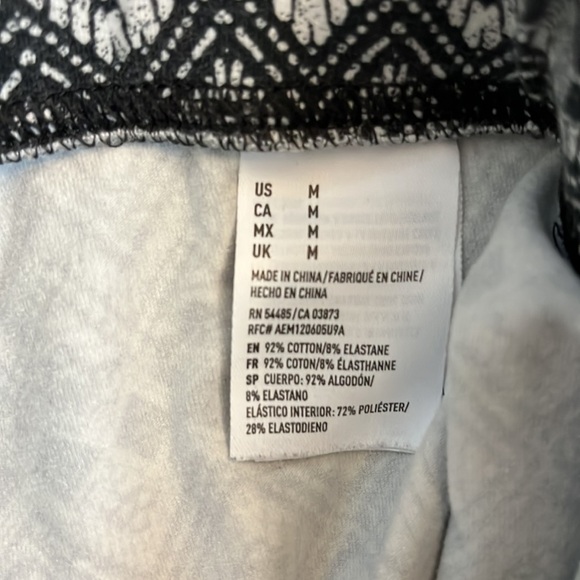 US M
CA M
MX M
UK M
MADE IN CHINA/FABRIQUÉ EN CHINE/
HECHO EN CHINA
RN 54485/CA 03873
RFC# AEM120605U9A
EN 92% COTTON/8% ELASTANE
FR 92% COTON/8% ÉLASTHANNE
SP CUERPO: 92% ALGODÓN/
8% ELASTANO
ELÁSTICO INTERIOR: 72% POLIÉSTER/
28% ELASTODIENO